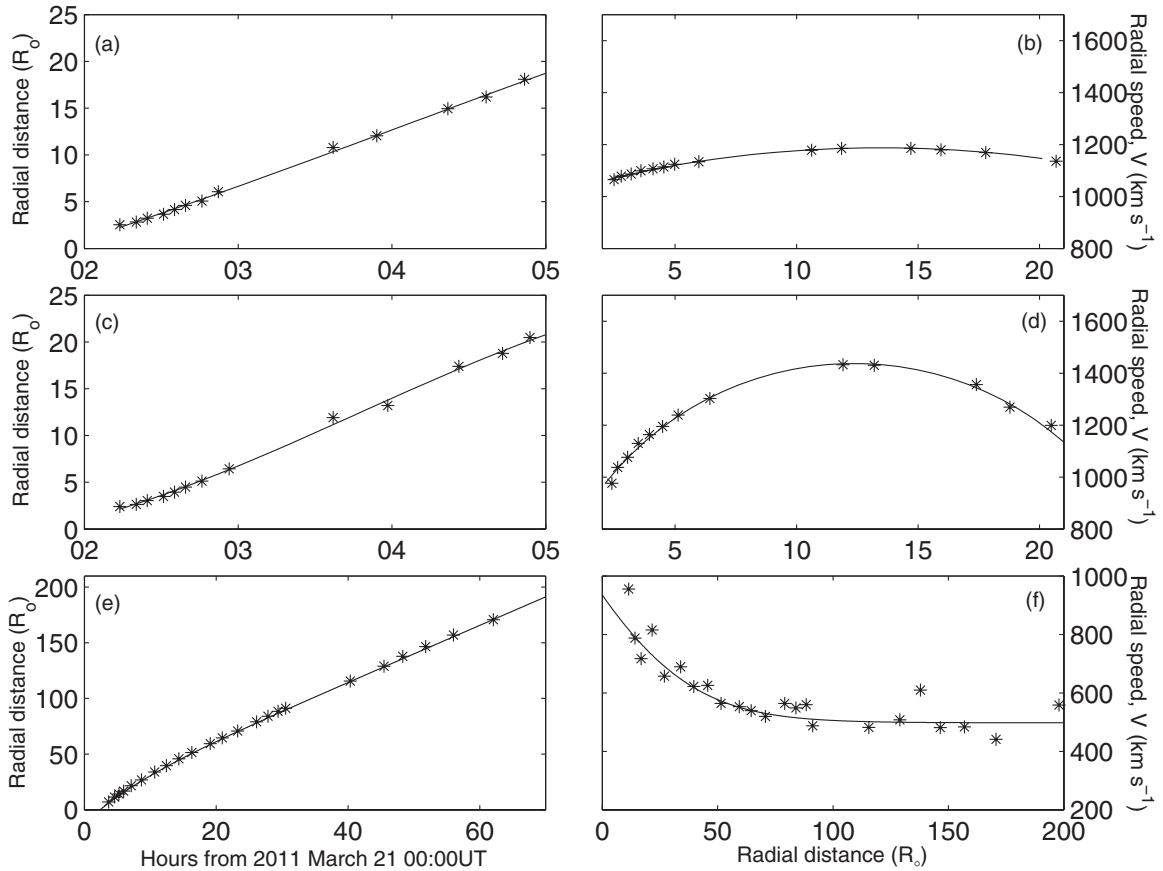 25
20
15
10
5
0
(a)
Radial distance (Rₒ)
02 03 04 05
(b)
1600
1400
1200
1000
800
Radial speed, V (km s⁻¹)
5 10 15 20
25
20
15
10
5
0
(c)
Radial distance (Rₒ)
02 03 04 05
(d)
1600
1400
1200
1000
800
Radial speed, V (km s⁻¹)
5 10 15 20
200
150
100
50
0
(e)
Radial distance (Rₒ)
0 20 40 60
Hours from 2011 March 21 00:00UT
(f)
1000
800
600
400
200
Radial speed, V (km s⁻¹)
0 50 100 150 200
Radial distance (Rₒ)